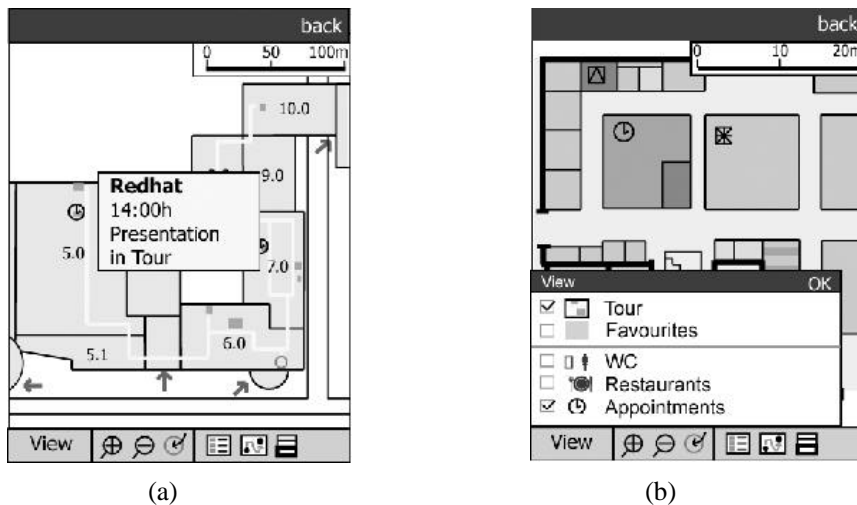 back
0 50 100m
10.0
9.0
Redhat
14:00h
Presentation
in Tour
5.0
7.0
6.0
5.1
View
(a)
back
0 10 20m
View OK
Tour
Favourites
WC
Restaurants
Appointments
View
(b)